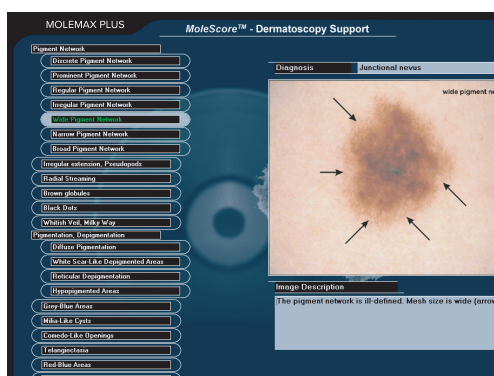 MOLEMAX PLUS
MoleScore™ - Dermatoscopy Support
Pigment Network
Discrete Pigment Network
Prominent Pigment Network
Regular Pigment Network
Irregular Pigment Network
Wide Pigment Network
Narrow Pigment Network
Broad Pigment Network
Irregular extension, Pseudopods
Radial Streaming
Brown globules
Black Dots
Whitish Veil, Milky Way
Pigmentation, Depigmentation
Diffuse Pigmentation
White Scar-Like Depigmented Areas
Reticular Depigmentation
Hypopigmented Areas
Grey-Blue Areas
Milia-Like Cysts
Comedo-Like Openings
Telangiectasia
Red-Blue Areas
Diagnosis
Junctional nevus
wide pigment ne
Image Description
The pigment network is ill-defined. Mesh size is wide (arrow